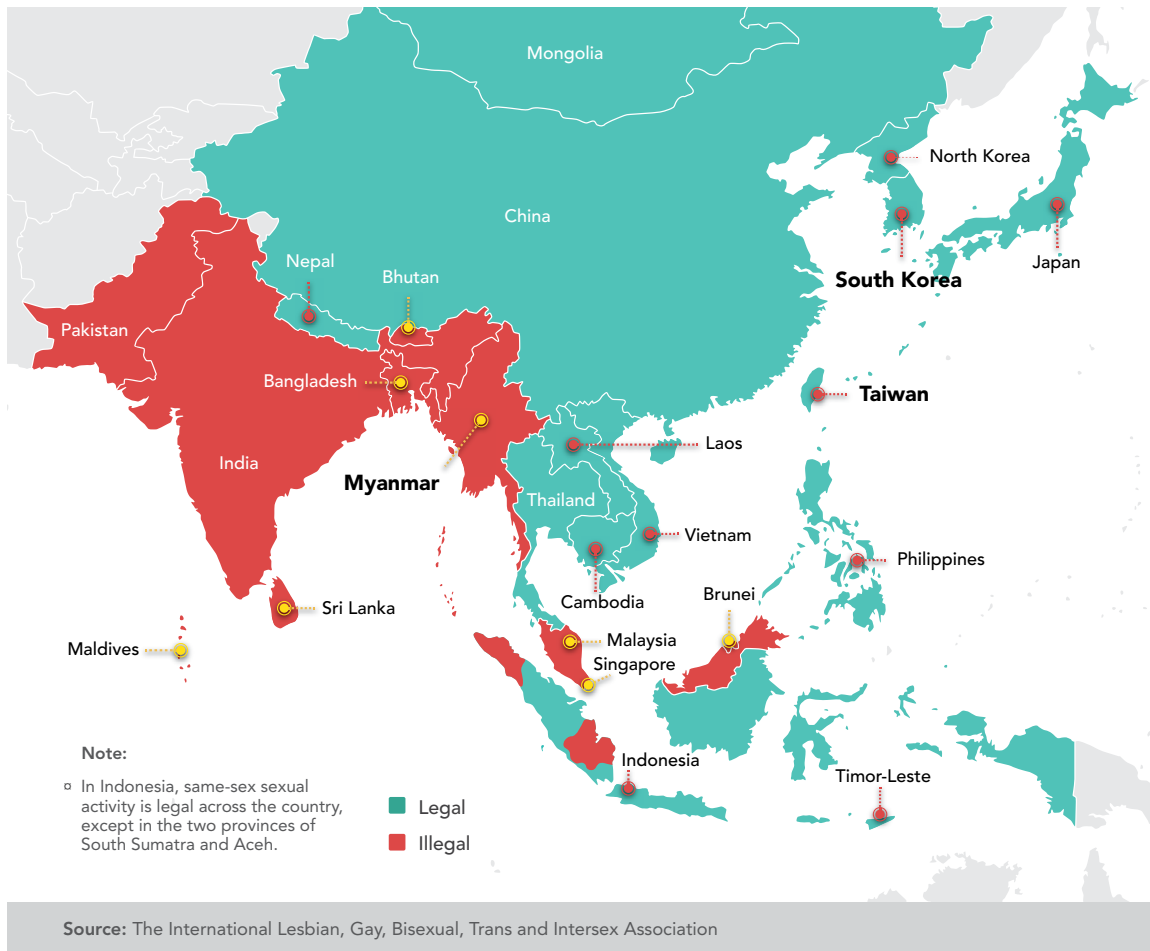 Mongolia
North Korea
China
Nepal
Bhutan
Japan
South Korea
Pakistan
Bangladesh
Taiwan
India
Laos
Myanmar
Thailand
Vietnam
Philippines
Cambodia
Brunei
Sri Lanka
Malaysia
Maldives
Singapore
Indonesia
Timor-Leste
Note:
¤ In Indonesia, same-sex sexual
activity is legal across the country,
except in the two provinces of
South Sumatra and Aceh.
Legal
Illegal
Source: The International Lesbian, Gay, Bisexual, Trans and Intersex Association